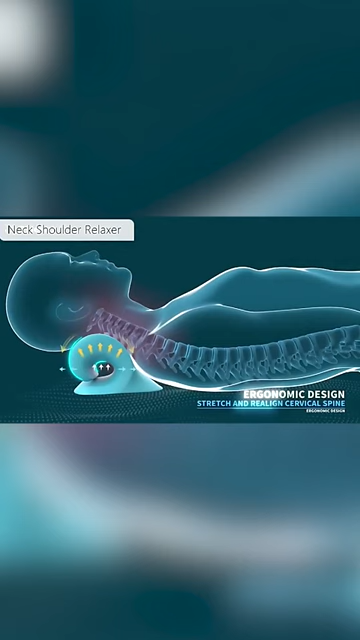 Neck Shoulder Relaxer
ERGONOMIC DESIGN
STRETCH AND REALIGN CERVICAL SPINE
ERGONOMIC DESIGN